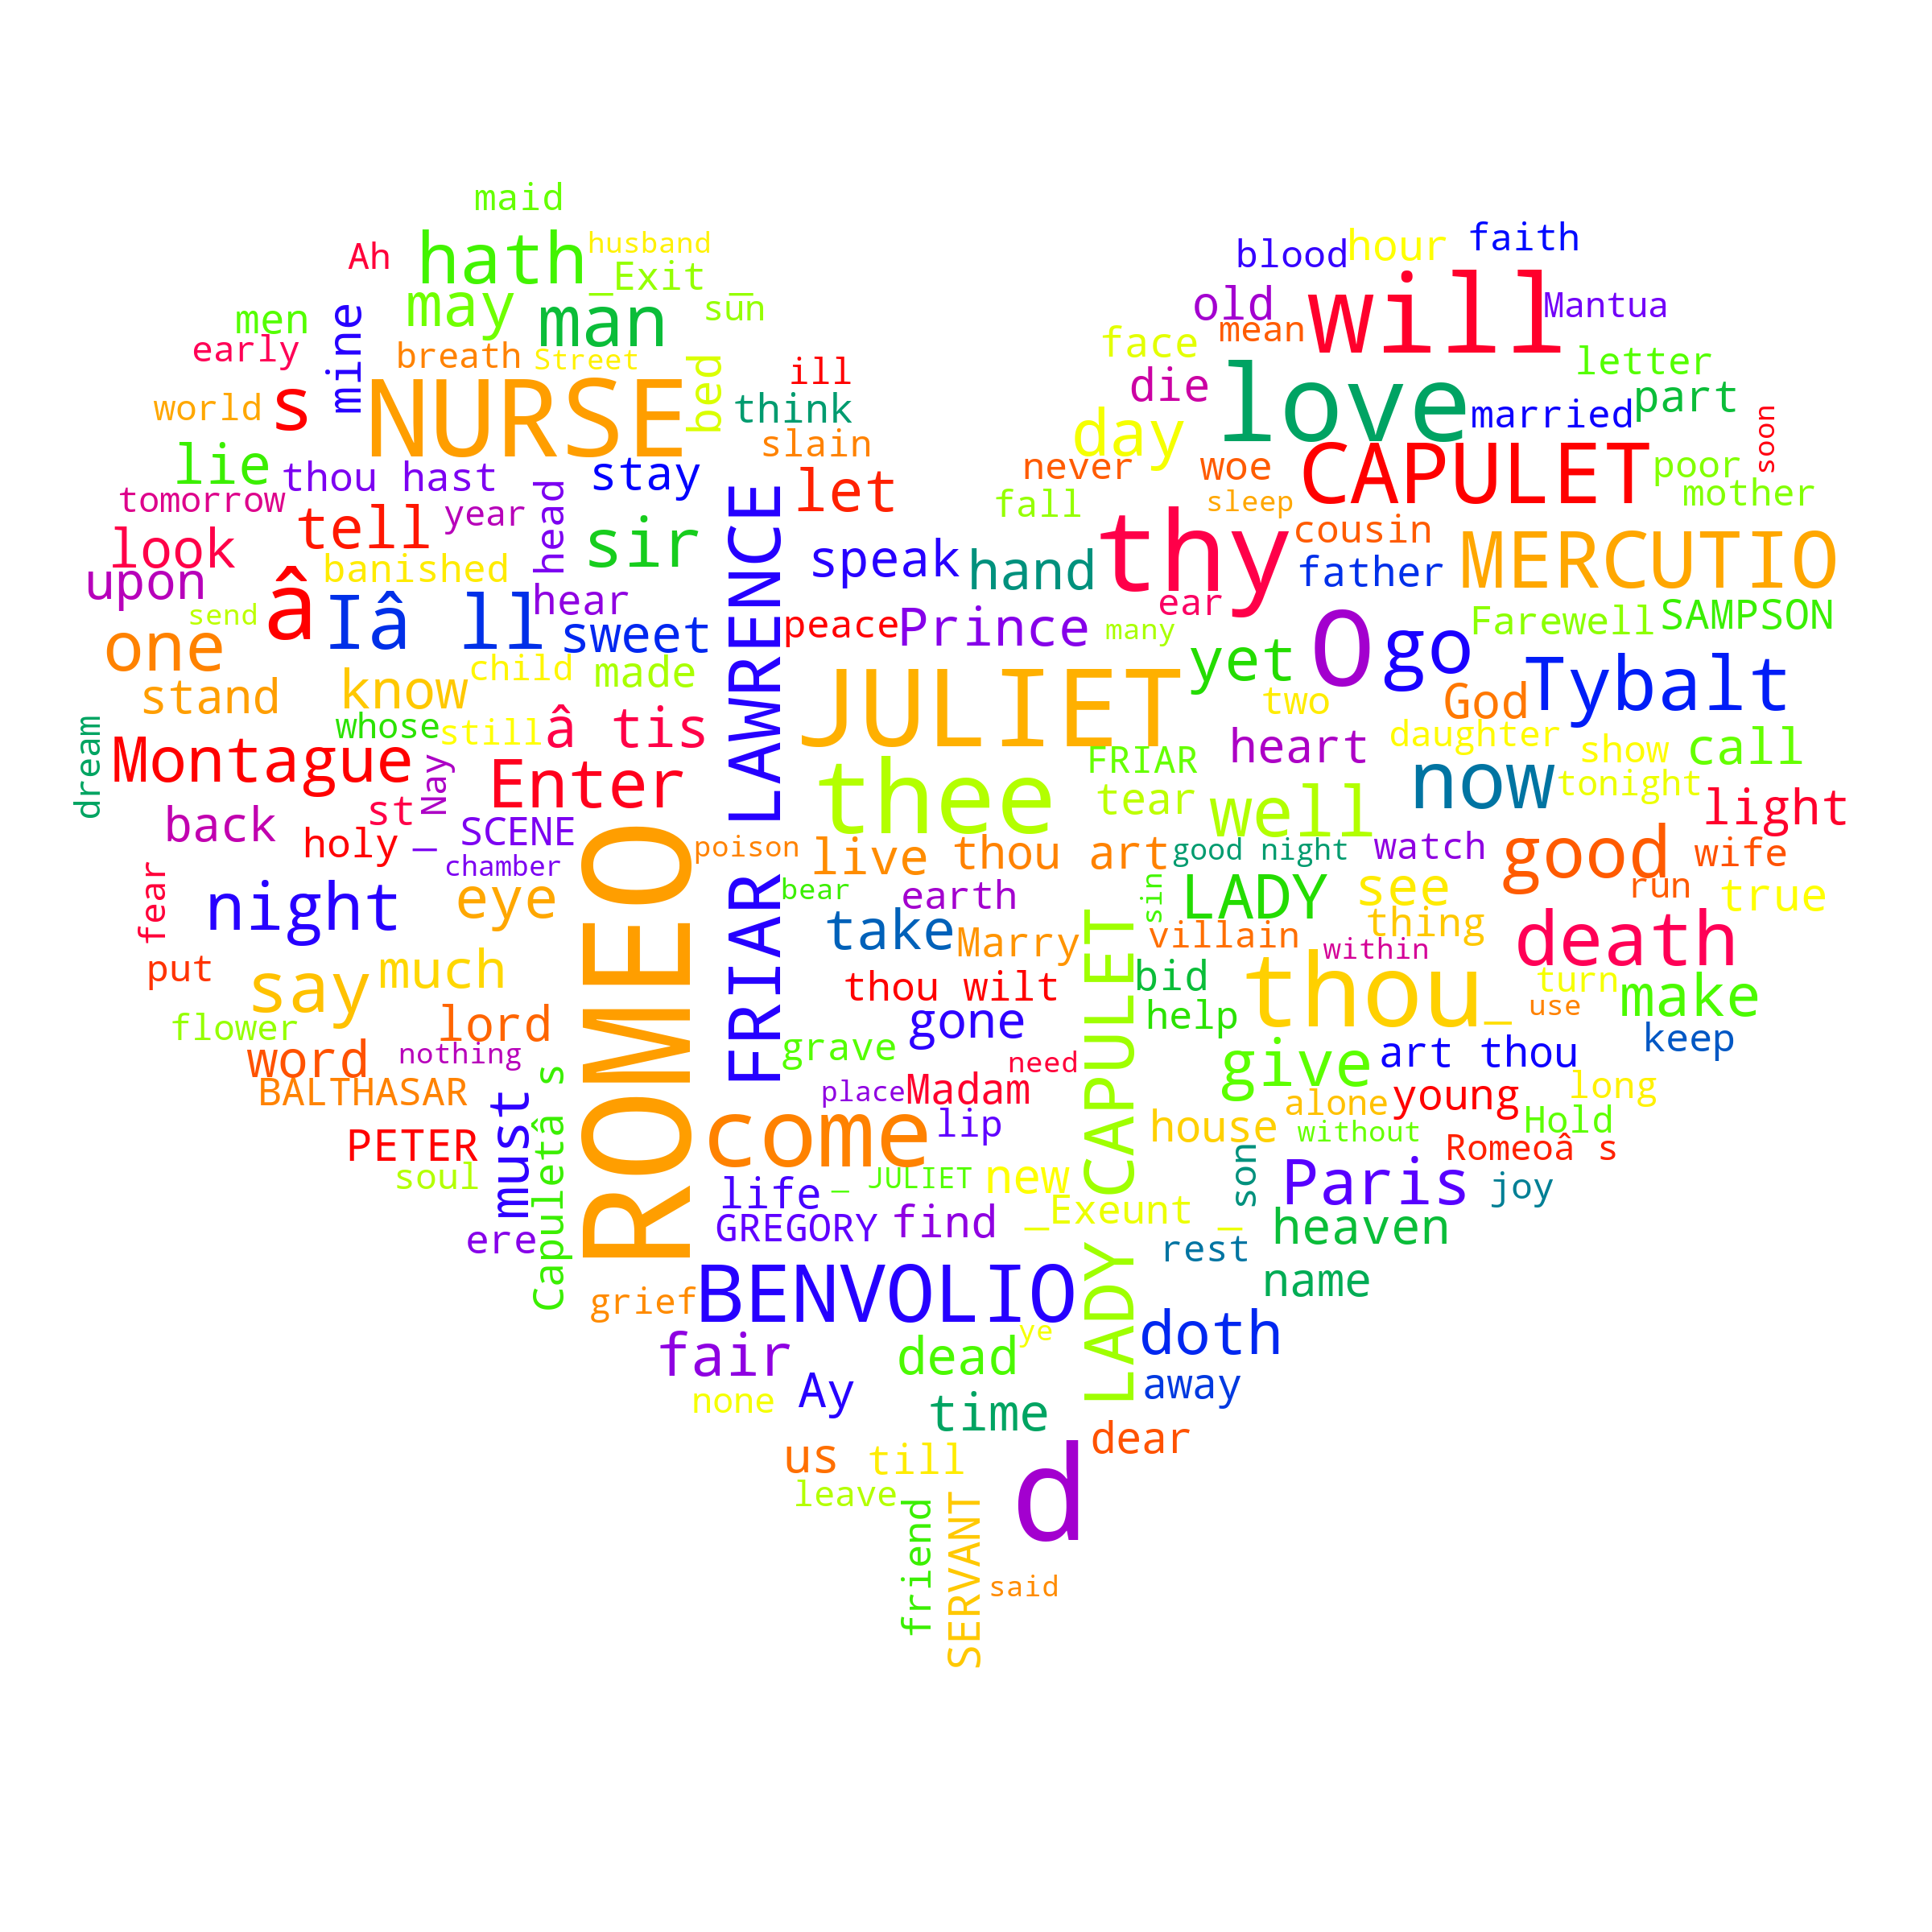 maid
hath
husband
Ah
_Exit _
blood
hour
faith
may
man
sun
men
mine
early
breath
Street
old
mean
will
Mantua
face
letter
NURSE
bed
ill
think
world
s
die
love
married
part
soon
day
slain
lie
thou hast
stay
let
never
woe
CAPULET
poor
mother
tomorrow
tell
year
head
sir
fall
sleep
thy
cousin
look
banished
speak
hand
father
MERCUTIO
upon
send
â
Iâ ll
hear
sweet
peace
Prince
ear
many
O
go
Farewell
SAMPSON
one
know
child
made
LAWRENCE
FRIAR LAWRENCE
JULIET
yet
two
God
Tybalt
stand
whose
still
â tis
dream
Montague
st
Nay
Enter
FRIAR
heart
daughter
show
call
thee
tear
well
now
tonight
light
back
holy
_ SCENE
chamber
poison
live
thou art
good night
watch
good
wife
fear
night
eye
ROMEO
bear
earth
sin
LADY
see
run
true
take
Marry
villain
thing
within
death
put
say
much
thou wilt
bid
thou
_
turn
use
make
flower
lord
gone
help
word
nothing
grave
need
give
art thou
keep
BALTHASAR
must
place
Madam
alone
young
long
PETER
Capuletâ s
come
lip
LADY CAPULET
house
without
Hold
Romeoâ s
soul
life
_ JULIET
new
son
Paris
joy
ere
GREGORY
find
_Exeunt _
rest
heaven
grief
BENVOLIO
name
fair
dead
ye
doth
none
Ay
time
away
us
till
dear
leave
d
friend
SERVANT
said